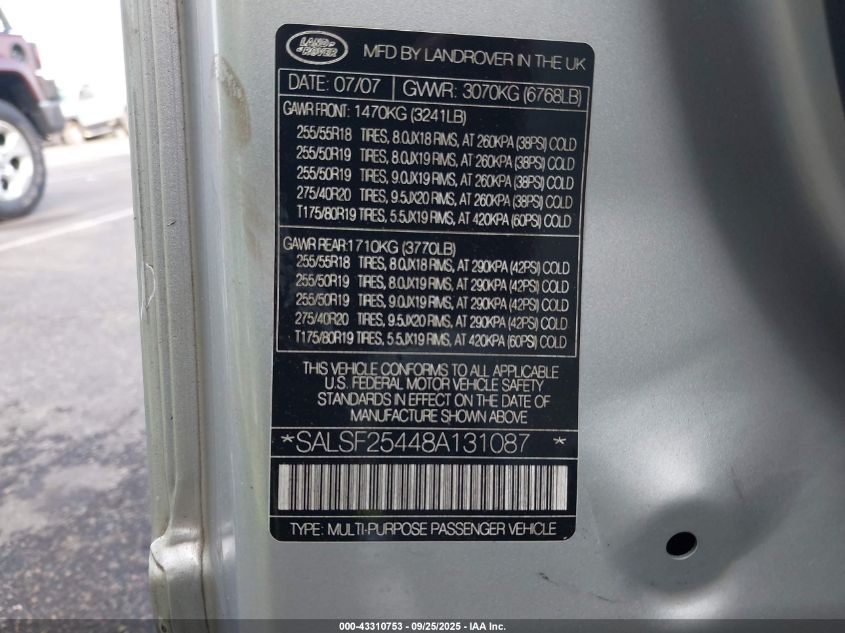 LAND
ROVER
MFD BY LANDROVER IN THE UK
DATE: 07/07 GVWR: 3070KG (6768LB)
GAWR FRONT: 1470KG (3241LB)
255/55R18 TIRES, 8.0JX18 RIMS, AT 260KPA (38PSI) COLD
255/50R19 TIRES, 8.0JX19 RIMS, AT 260KPA (38PSI) COLD
255/50R19 TIRES, 9.0JX19 RIMS, AT 260KPA (38PSI) COLD
275/40R20 TIRES, 9.5JX20 RIMS, AT 260KPA (38PSI) COLD
T175/80R19 TIRES, 5.5JX19 RIMS, AT 420KPA (60PSI) COLD
GAWR REAR:1710KG (3770LB)
255/55R18 TIRES, 8.0JX18 RIMS, AT 290KPA (42PSI) COLD
255/50R19 TIRES, 8.0JX19 RIMS, AT 290KPA (42PSI) COLD
255/50R19 TIRES, 9.0JX19 RIMS, AT 290KPA (42PSI) COLD
275/40R20 TIRES, 9.5JX20 RIMS, AT 290KPA (42PSI) COLD
T175/80R19 TIRES, 5.5JX19 RIMS, AT 420KPA (60PSI) COLD
THIS VEHICLE CONFORMS TO ALL APPLICABLE
U.S. FEDERAL MOTOR VEHICLE SAFETY
STANDARDS IN EFFECT ON THE DATE OF
MANUFACTURE SHOWN ABOVE
*SALSF25448A131087 *
TYPE: MULTI-PURPOSE PASSENGER VEHICLE
000-43310753 - 09/25/2025 - IAA Inc.